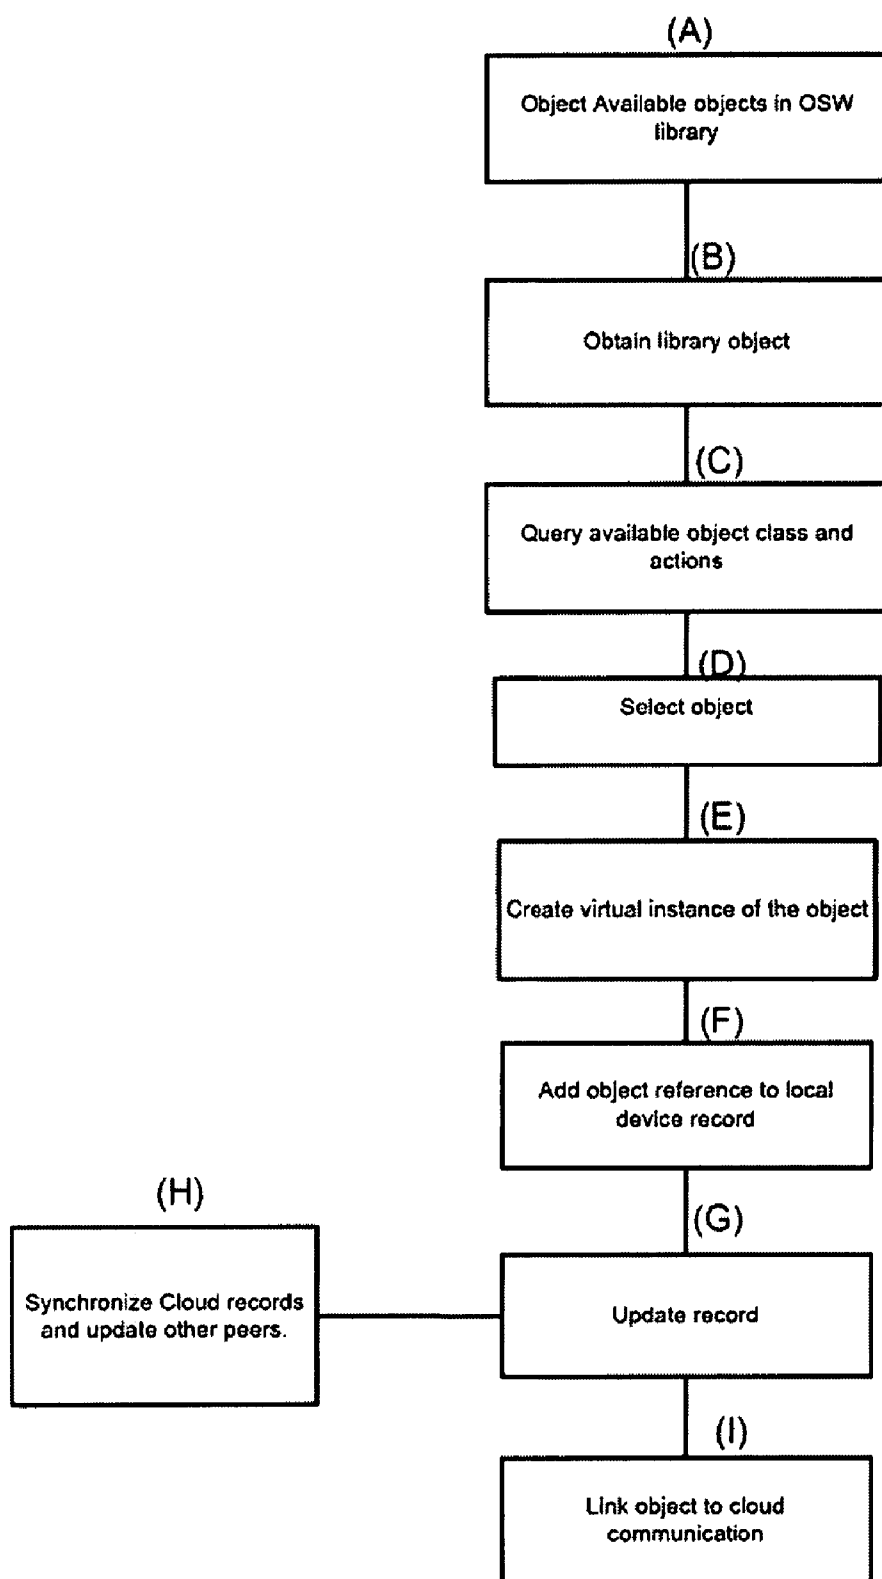 (A)
Object Available objects in OSW
library
(B)
Obtain library object
(C)
Query available object class and
actions
(D)
Select object
(E)
Create virtual instance of the object
(F)
Add object reference to local
device record
(H)
(G)
Synchronize Cloud records
and update other peers.
Update record
(I)
Link object to cloud
communication